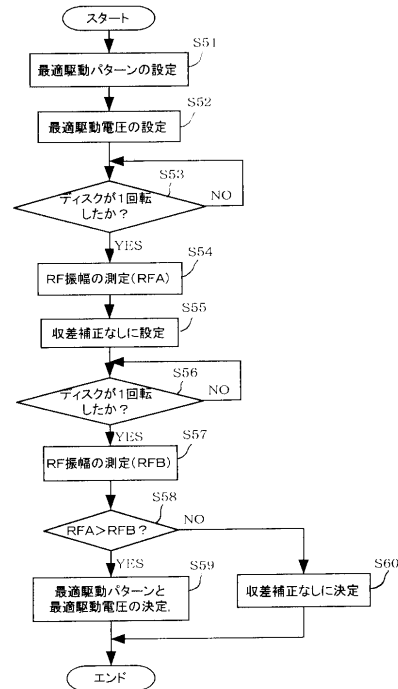 スタート
S51
最適駆動パターンの設定
S52
最適駆動電圧の設定
S53
ディスクが1回転
したか?
NO
YES
S54
RF振幅の測定(RFA)
S55
収差補正なしに設定
S56
ディスクが1回転
したか?
NO
YES
S57
RF振幅の測定(RFB)
S58
RFA>RFB?
NO
YES
S59
最適駆動パターンと
最適駆動電圧の決定.
S60
収差補正なしに決定
エンド